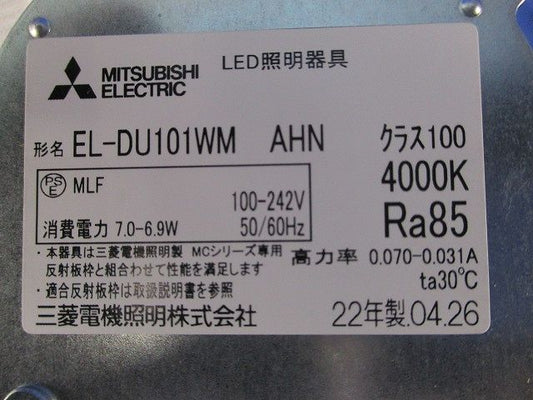 MITSUBISHI
ELECTRIC
LED照明器具
形名 EL-DU101WM AHN クラス100
PSE MLF 4000K
100-242V
消費電力 7.0-6.9W 50/60Hz Ra85
・本器具は三菱電機照明製 MCシリーズ専用
反射板枠と組合わせて性能を満足します
高力率 0.070-0.031A
・適合反射板枠は取扱説明書を参照
ta30℃
三菱電機照明株式会社 22年製.04.26